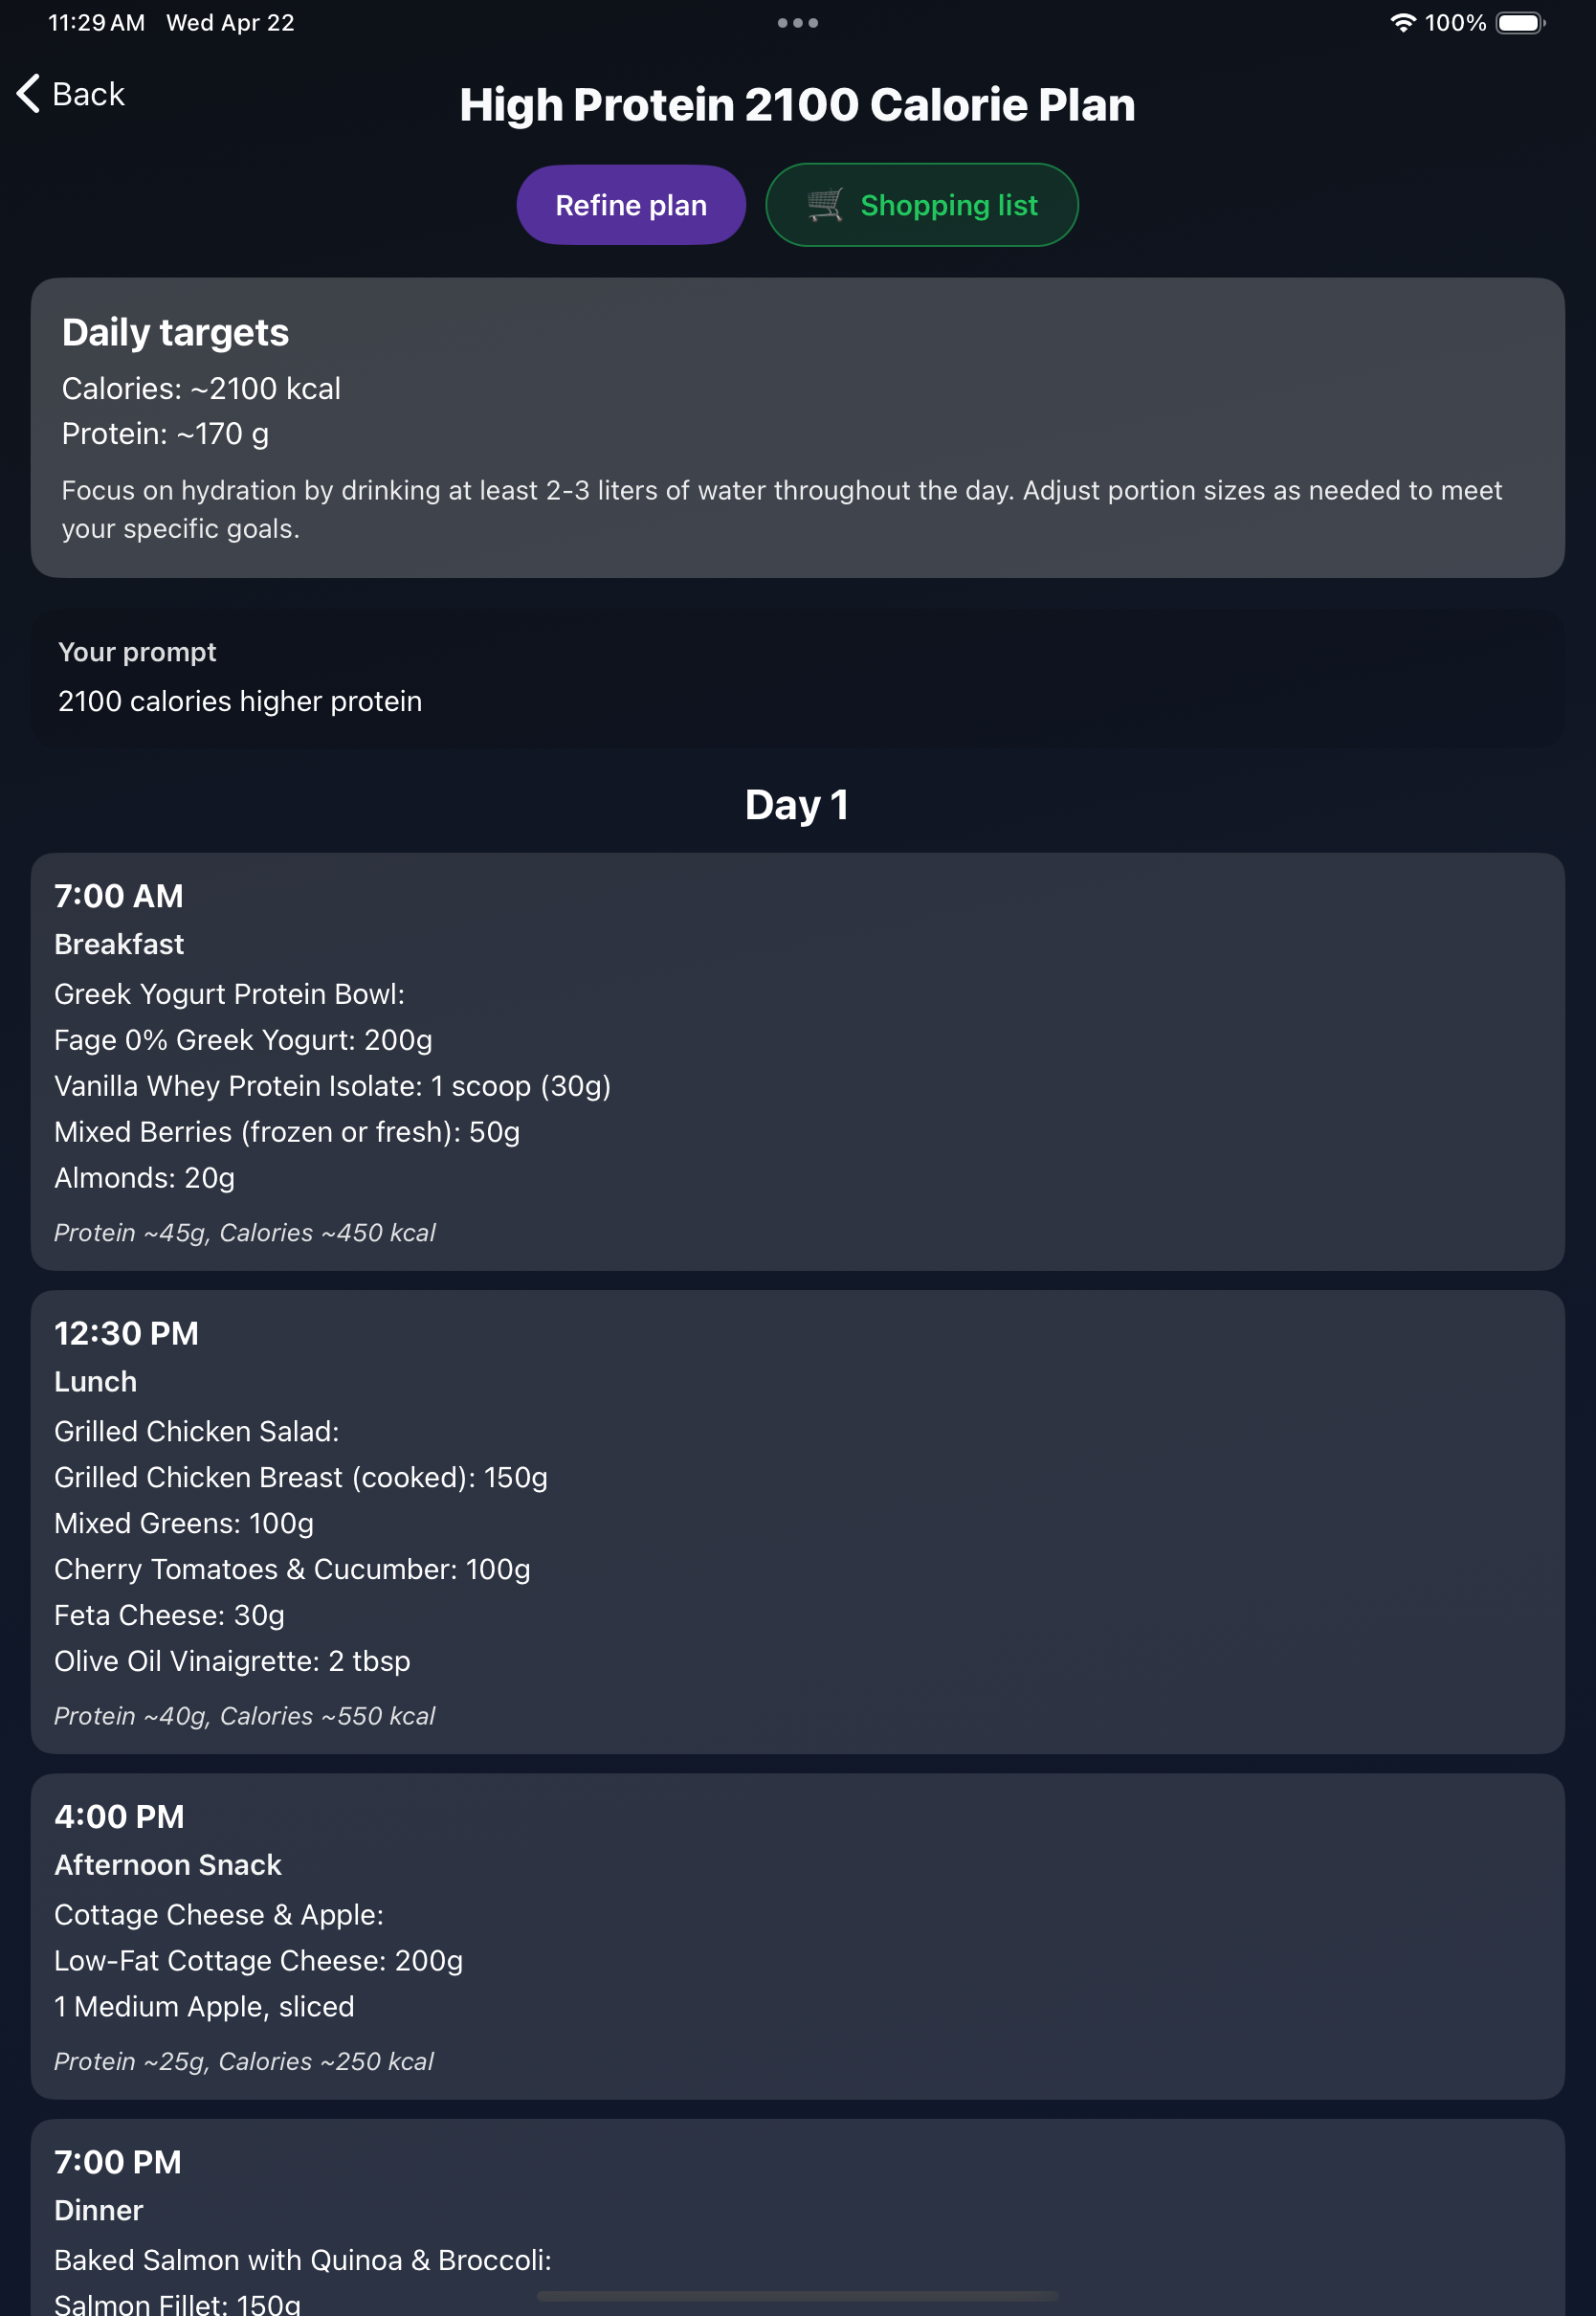 11:29 AM Wed Apr 22
100%
Back
High Protein 2100 Calorie Plan
Refine plan
Shopping list
Daily targets
Calories: ~2100 kcal
Protein: ~170 g
Focus on hydration by drinking at least 2-3 liters of water throughout the day. Adjust portion sizes as needed to meet
your specific goals.
Your prompt
2100 calories higher protein
Day 1
7:00 AM
Breakfast
Greek Yogurt Protein Bowl:
Fage 0% Greek Yogurt: 200g
Vanilla Whey Protein Isolate: 1 scoop (30g)
Mixed Berries (frozen or fresh): 50g
Almonds: 20g
Protein ~45g, Calories ~450 kcal
12:30 PM
Lunch
Grilled Chicken Salad:
Grilled Chicken Breast (cooked): 150g
Mixed Greens: 100g
Cherry Tomatoes & Cucumber: 100g
Feta Cheese: 30g
Olive Oil Vinaigrette: 2 tbsp
Protein ~40g, Calories ~550 kcal
4:00 PM
Afternoon Snack
Cottage Cheese & Apple:
Low-Fat Cottage Cheese: 200g
1 Medium Apple, sliced
Protein ~25g, Calories ~250 kcal
7:00 PM
Dinner
Baked Salmon with Quinoa & Broccoli:
Salmon Fillet: 150g